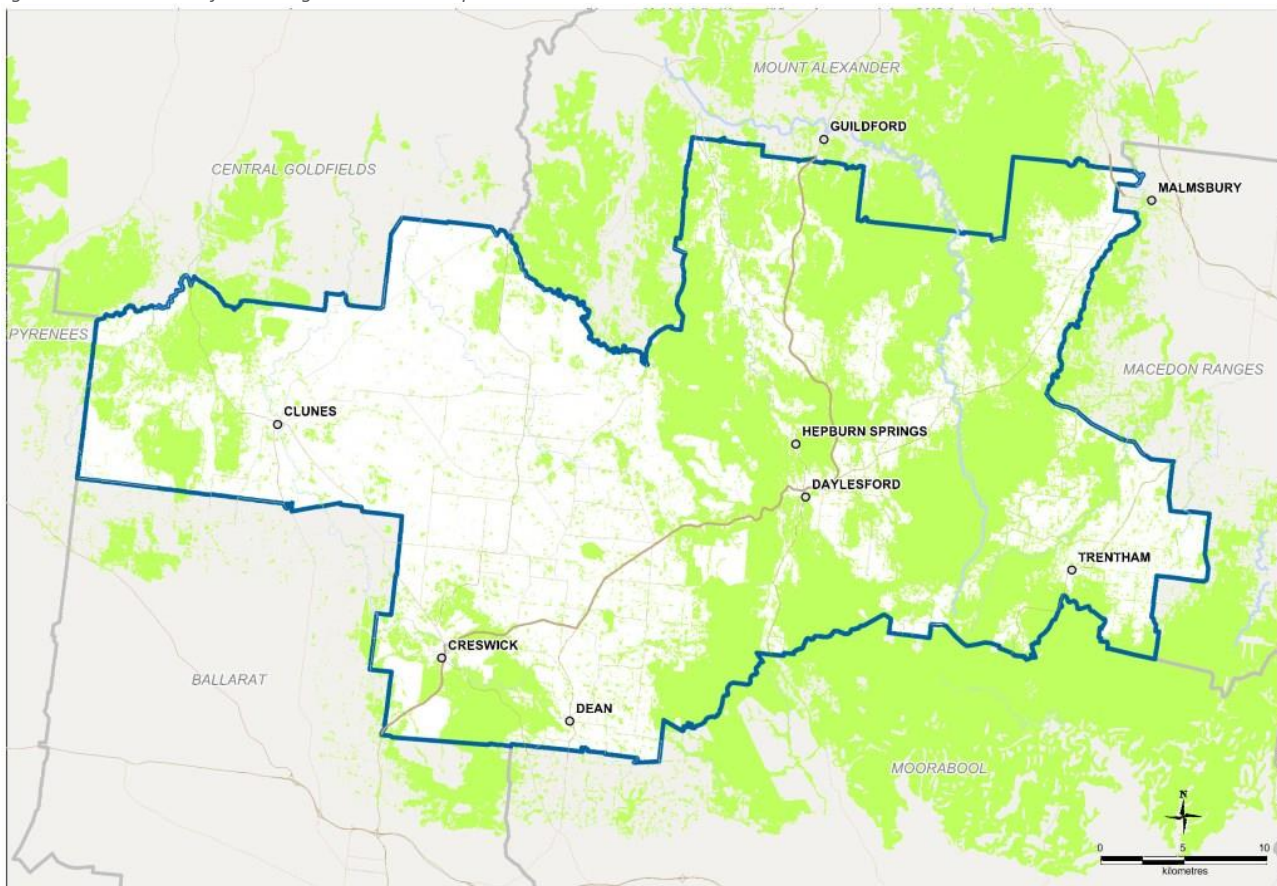 MOUNT ALEXANDER
GUILDFORD
CENTRAL GOLDFIELDS
MALMSBURY
PYRENEES
MACEDON RANGES
CLUNES
HEPBURN SPRINGS
DAYLESFORD
TRENTHAM
CRESWICK
BALLARAT
DEAN
MOORABOOL
N
0 5 10
kilometres